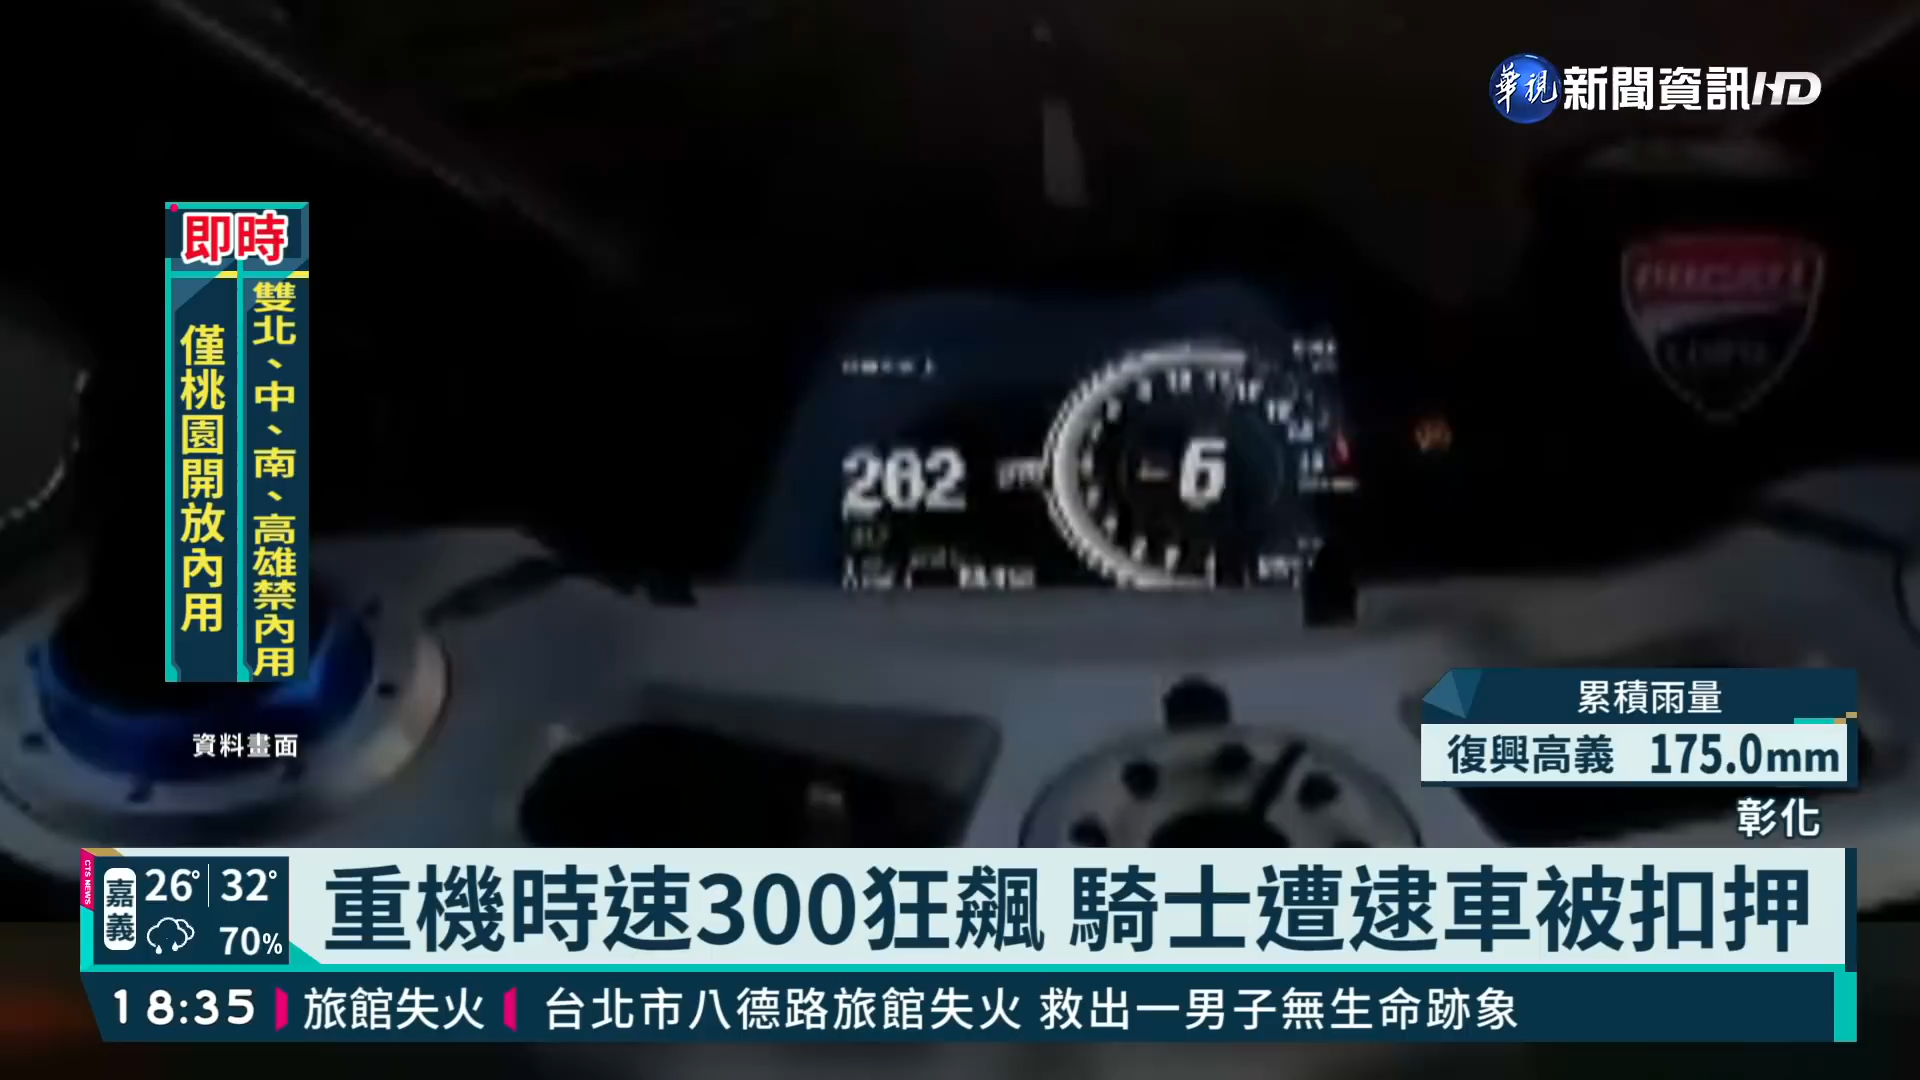 華視新聞資訊HD
即時
雙北、中、南、高雄禁內用
僅桃園開放內用
262
6
資料畫面
累積雨量
復興高義 175.0mm
彰化
CTS NEWS
嘉義
26° 32°
70%
重機時速300狂飆 騎士遭逮車被扣押
18:35 旅館失火 台北市八德路旅館失火 救出一男子無生命跡象